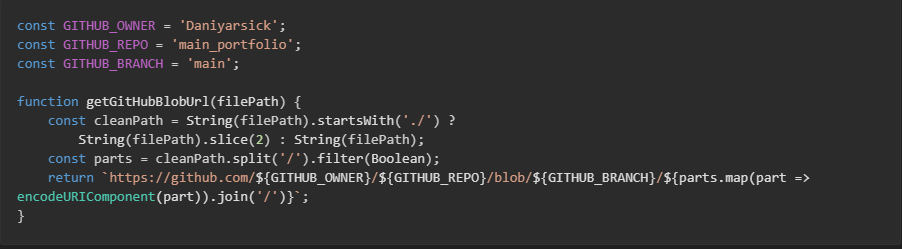 const GITHUB_OWNER = 'Daniyarsick';
const GITHUB_REPO = 'main_portfolio';
const GITHUB_BRANCH = 'main';

function getGitHubBlobUrl(filePath) {
    const cleanPath = String(filePath).startsWith('./') ?
        String(filePath).slice(2) : String(filePath);
    const parts = cleanPath.split('/').filter(Boolean);
    return `https://github.com/${GITHUB_OWNER}/${GITHUB_REPO}/blob/${GITHUB_BRANCH}/${parts.map(part =>
encodeURIComponent(part)).join('/')}`;
}